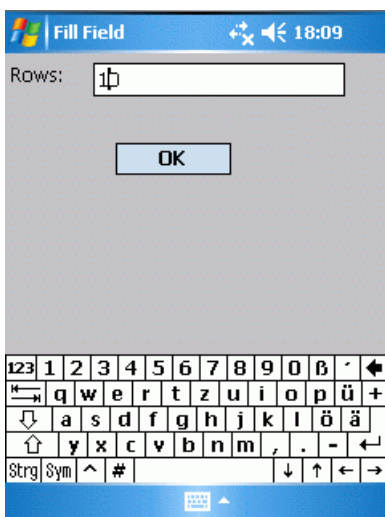 Fill Field 18:09
Rows: 10
OK
123 1 2 3 4 5 6 7 8 9 0 ß ´
q w e r t z u i o p ü +
a s d f g h j k l ö ä
y x c v b n m , . -
Strg Sym ^ #